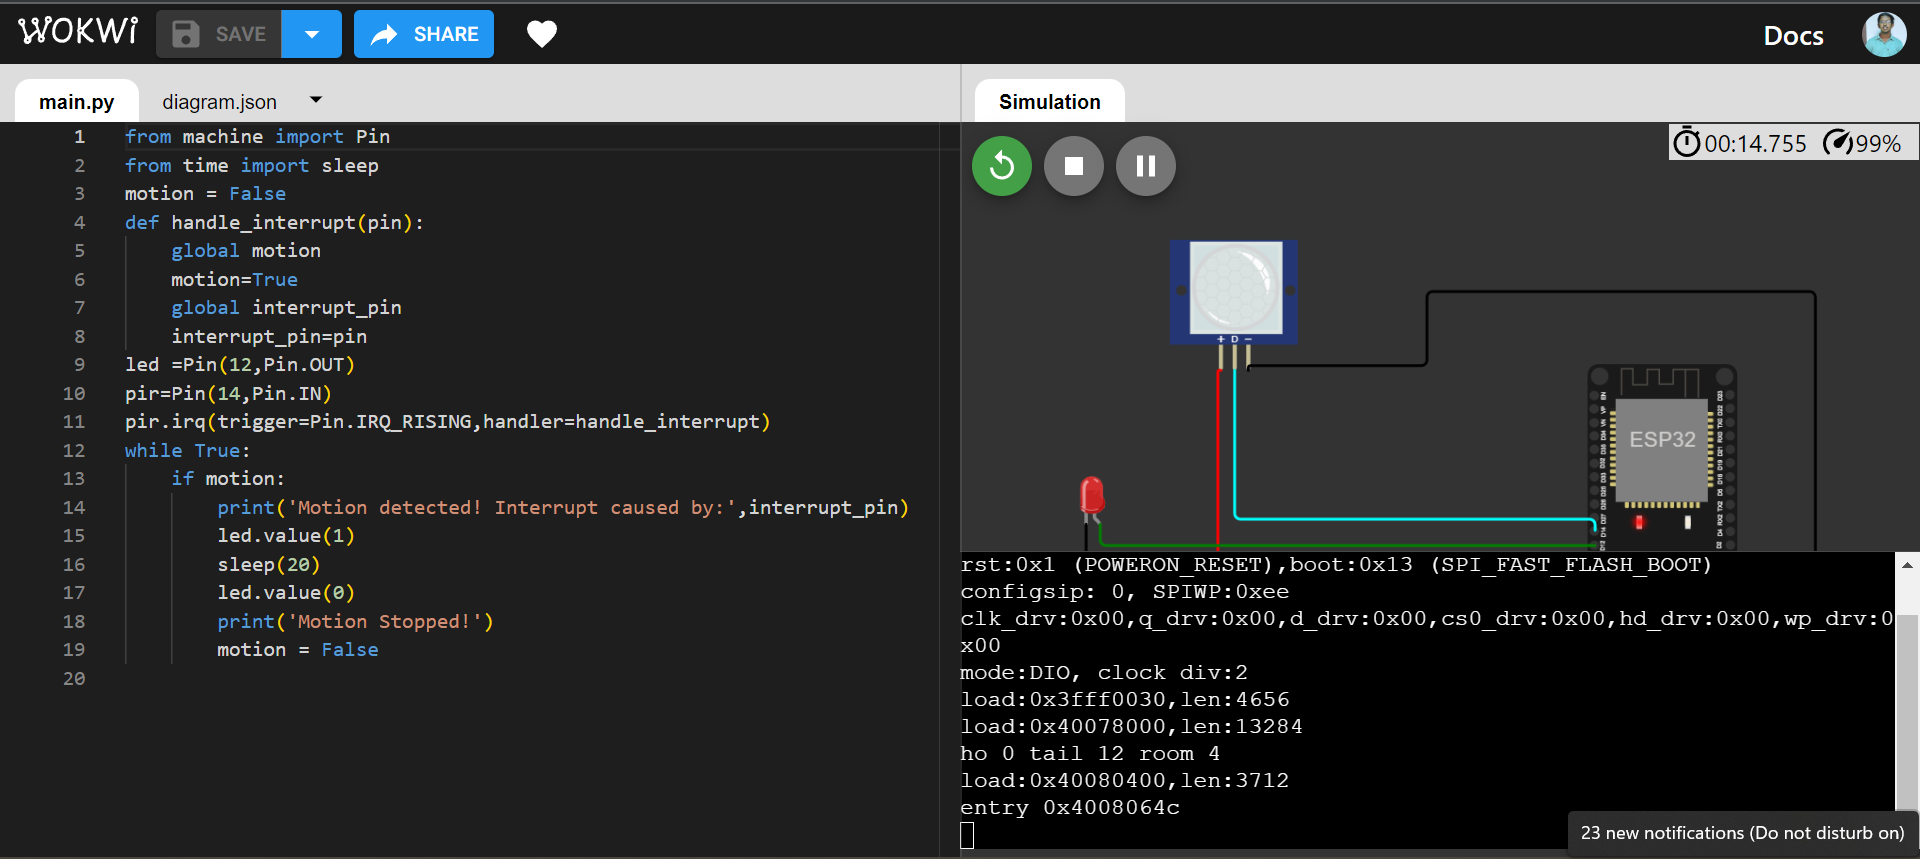 WOKWi
SAVE
SHARE
Docs
main.py
diagram.json
Simulation
1 from machine import Pin
2 from time import sleep
3 motion = False
4 def handle_interrupt(pin):
5 global motion
6 motion=True
7 global interrupt_pin
8 interrupt_pin=pin
9 led =Pin(12,Pin.OUT)
10 pir=Pin(14,Pin.IN)
11 pir.irq(trigger=Pin.IRQ_RISING,handler=handle_interrupt)
12 while True:
13 if motion:
14 print('Motion detected! Interrupt caused by:',interrupt_pin)
15 led.value(1)
16 sleep(20)
17 led.value(0)
18 print('Motion Stopped!')
19 motion = False
20
00:14.755 99%
+ D -
ESP32
rst:0x1 (POWERON_RESET),boot:0x13 (SPI_FAST_FLASH_BOOT)
configsip: 0, SPIWP:0xee
clk_drv:0x00,q_drv:0x00,d_drv:0x00,cs0_drv:0x00,hd_drv:0x00,wp_drv:0
x00
mode:DIO, clock div:2
load:0x3fff0030,len:4656
load:0x40078000,len:13284
ho 0 tail 12 room 4
load:0x40080400,len:3712
entry 0x4008064c
23 new notifications (Do not disturb on)